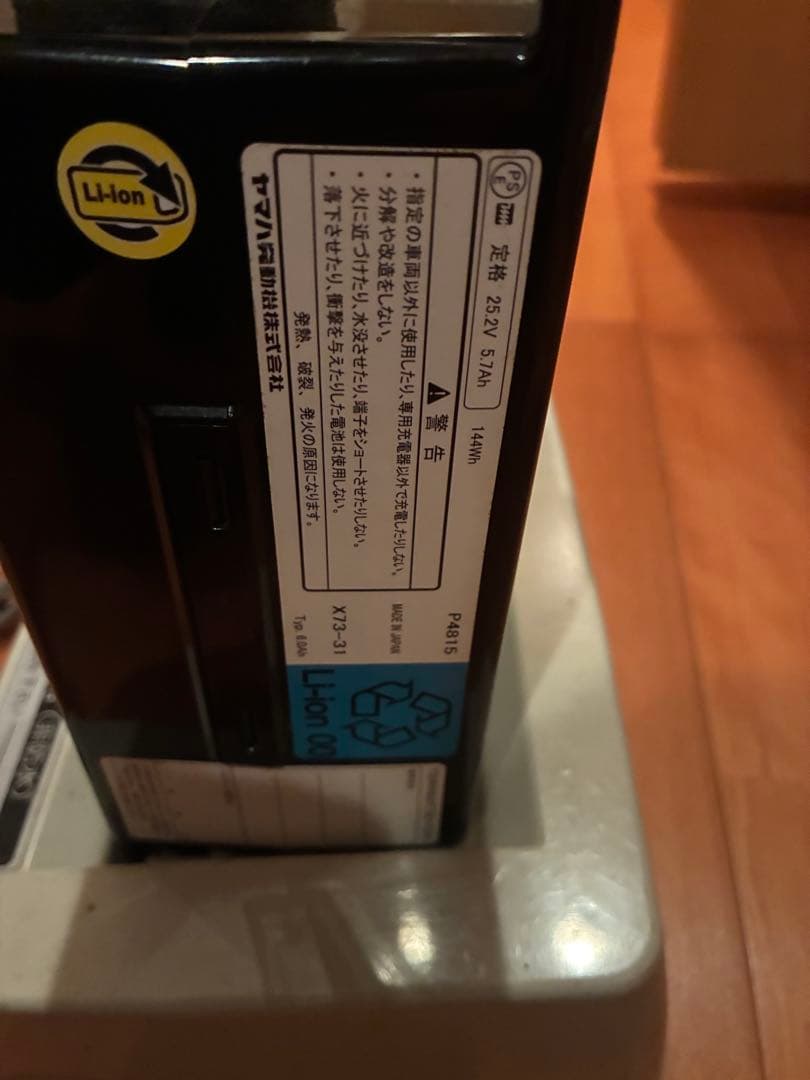 Li-ion
PS
E
定格 25.2V 5.7Ah
144Wh
警告
・指定の車両以外に使用したり、専用充電器以外で充電したりしない。
・分解や改造をしない。
・火に近づけたり、水没させたり、端子をショートさせたりしない。
・落下させたり、衝撃を与えたりした電池は使用しない。
発熱、破裂、発火の原因になります。
ヤマハ発動機株式会社
P4815
MADE IN JAPAN
X73-31
Typ. 6.0Ah
Li-ion 00